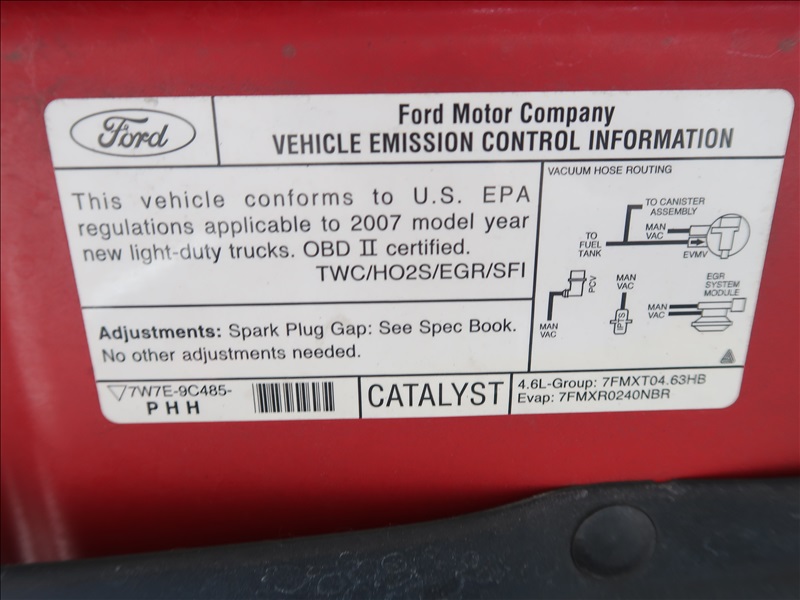 Ford
Ford Motor Company
VEHICLE EMISSION CONTROL INFORMATION
This vehicle conforms to U.S. EPA
regulations applicable to 2007 model year
new light-duty trucks. OBD II certified.
TWC/HO2S/EGR/SFI
Adjustments: Spark Plug Gap: See Spec Book.
No other adjustments needed.
VACUUM HOSE ROUTING
TO CANISTER
ASSEMBLY
MAN
VAC
TO
FUEL
TANK
EVMV
PCV
MAN
VAC
MAN
VAC
PTS
EGR
SYSTEM
MODULE
MAN
VAC
7W7E-9C485-
PHH
CATALYST
4.6L-Group: 7FMXT04.63HB
Evap: 7FMXR0240NBR